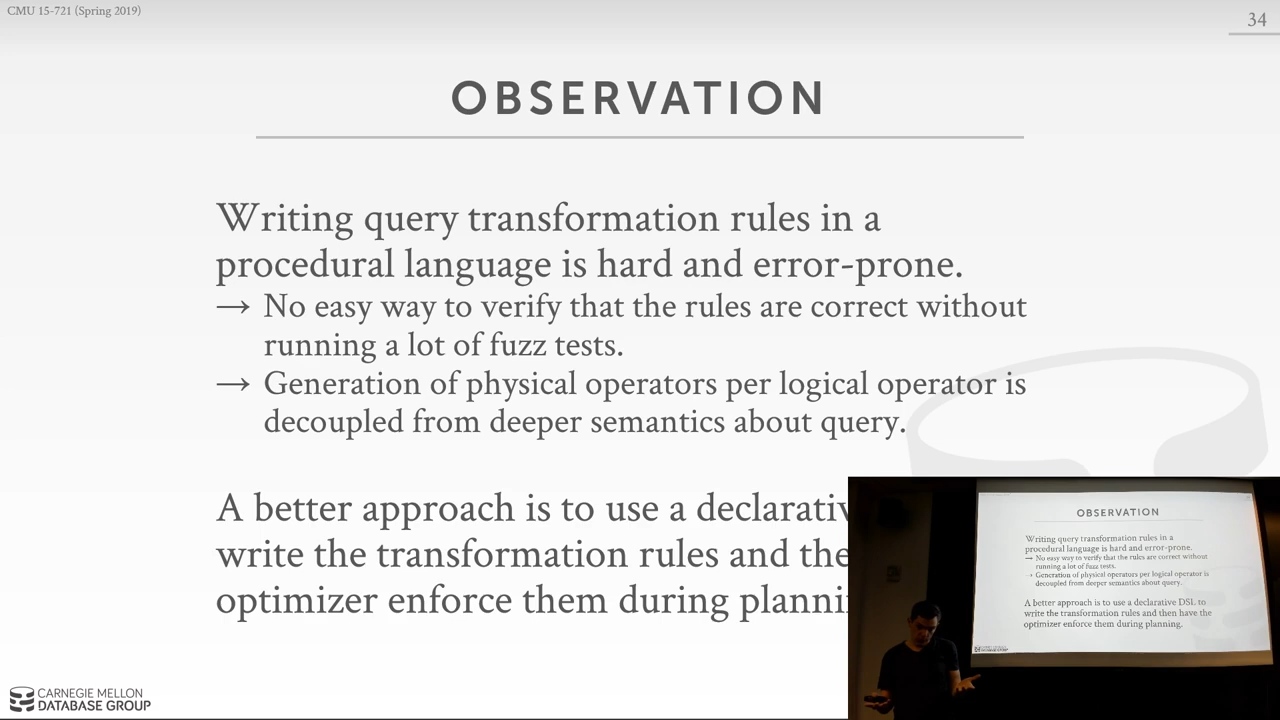 CMU 15-721 (Spring 2019)
34
OBSERVATION
Writing query transformation rules in a
procedural language is hard and error-prone.
→ No easy way to verify that the rules are correct without
running a lot of fuzz tests.
→ Generation of physical operators per logical operator is
decoupled from deeper semantics about query.
A better approach is to use a declarativ
write the transformation rules and the
optimizer enforce them during planni
CARNEGIE MELLON
DATABASE GROUP
OBSERVATION
Writing query transformation rules in a
procedural language is hard and error-prone.
→ No easy way to verify that the rules are correct without
running a lot of fuzz tests.
→ Generation of physical operators per logical operator is
decoupled from deeper semantics about query.
A better approach is to use a declarative DSL to
write the transformation rules and then have the
optimizer enforce them during planning.